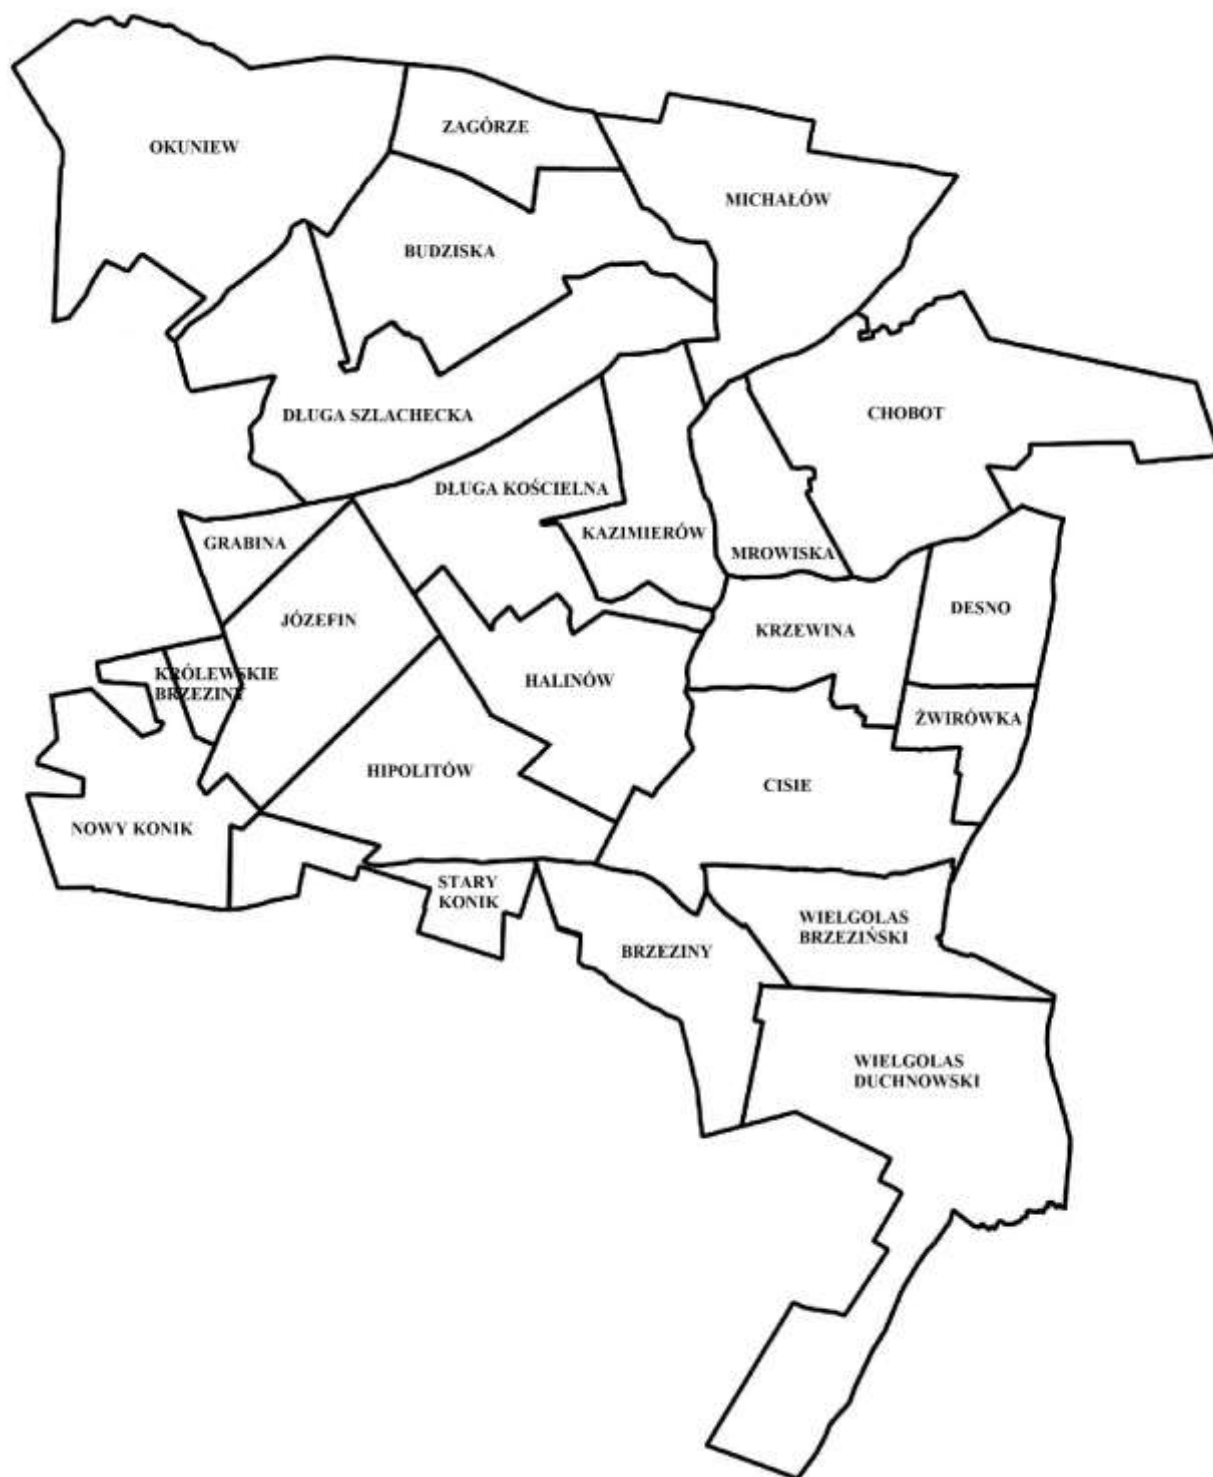 OKUNIEW
ZAGÓRZE
MICHAŁÓW
BUDZISKA
DŁUGA SZLACHECKA
CHOBOT
DŁUGA KOŚCIELNA
KAZIMIERÓW
GRABINA
MROWISKA
DESNO
JÓZEFIN
KRZEWINA
KRÓLEWSKIE
BRZEZINY
HALINÓW
ŻWIRÓWKA
HIPOLITÓW
CISIE
NOWY KONIK
STARY
KONIK
WIELGOLAS
BRZEZIŃSKI
BRZEZINY
WIELGOLAS
DUCHNOWSKI